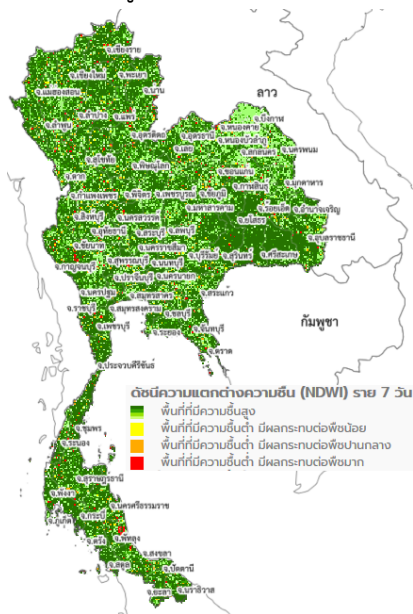 จ.เชียงราย
จ.เชียงใหม่
จ.พะเยา
จ.แม่ฮ่องสอน
จ.น่าน
ลาว
จ.ลำปาง
จ.แพร่
จ.ลำพูน
จ.บึงกาฬ
จ.หนองคาย
จ.อุตรดิตถ์
จ.อุดรธานี
จ.หนองบัวลำภู
จ.เลย
จ.สกลนคร
จ.นครพนม
จ.สุโขทัย
จ.พิษณุโลก
จ.ขอนแก่น
จ.ตาก
จ.กาฬสินธุ์
จ.มุกดาหาร
จ.กำแพงเพชร
จ.พิจิตร
จ.เพชรบูรณ์
จ.ชัยภูมิ
จ.มหาสารคาม
จ.ร้อยเอ็ด
จ.อำนาจเจริญ
จ.สิงห์บุรี
จ.นครสวรรค์
จ.ยโสธร
จ.อุทัยธานี
จ.สระบุรี
จ.ลพบุรี
จ.อุบลราชธานี
จ.ชัยนาท
จ.นครราชสีมา
จ.บุรีรัมย์
จ.สุรินทร์
จ.ศรีสะเกษ
จ.กาญจนบุรี
จ.สุพรรณบุรี
จ.นนทบุรี
จ.ปราจีนบุรี
จ.นครนายก
จ.นครปฐม
จ.สมุทรสาคร
จ.สระแก้ว
จ.ราชบุรี
จ.สมุทรสงคราม
จ.ชลบุรี
จ.เพชรบุรี
จ.ระยอง
จ.จันทบุรี
กัมพูชา
จ.ตราด
จ.ประจวบคีรีขันธ์
ดัชนีความแตกต่างความชื้น (NDWI) ราย 7 วัน
พื้นที่ที่มีความชื้นสูง
พื้นที่ที่มีความชื้นต่ำ มีผลกระทบต่อพืชน้อย
พื้นที่ที่มีความชื้นต่ำ มีผลกระทบต่อพืชปานกลาง
พื้นที่ที่มีความชื้นต่ำ มีผลกระทบต่อพืชมาก
จ.ชุมพร
จ.ระนอง
จ.สุราษฎรธานี
จ.พังงา
จ.นครศรีธรรมราช
จ.กระบี่
จ.ภูเก็ต
จ.ตรัง
จ.พัทลุง
จ.สงขลา
จ.สตูล
จ.ปัตตานี
จ.ยะลา
จ.นราธิวาส